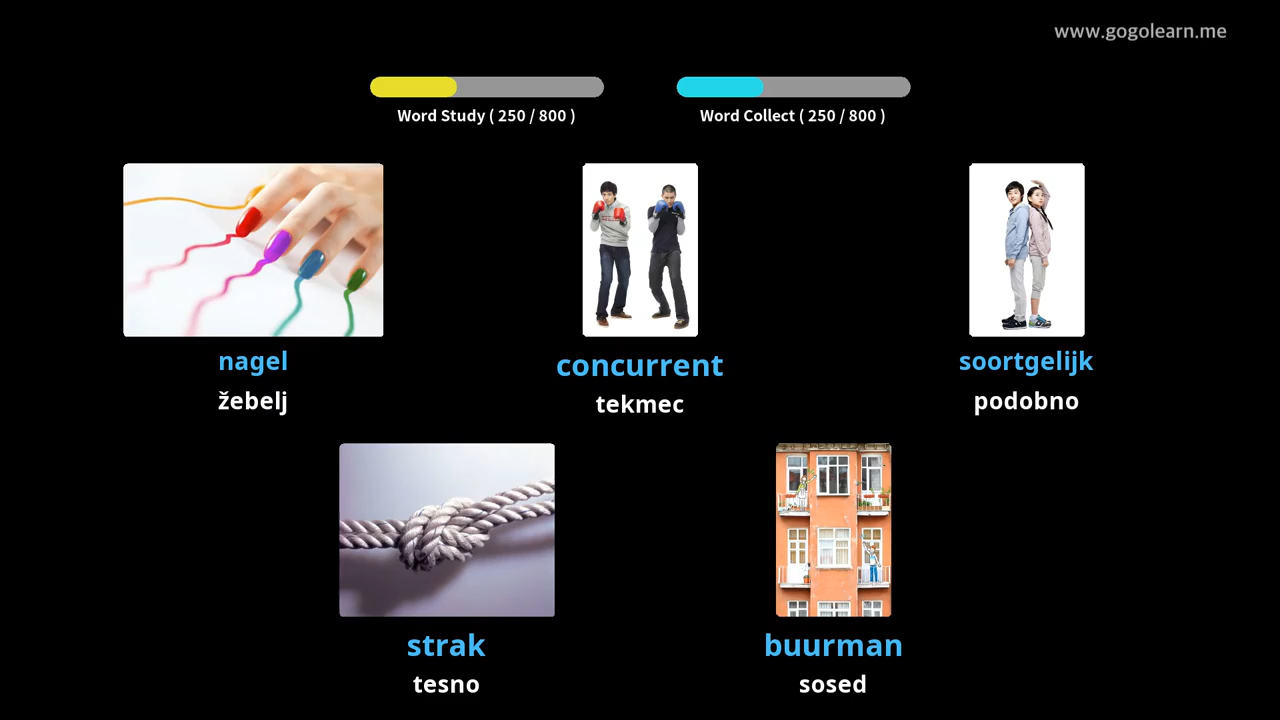 www.gogolearn.me
Word Study ( 250 / 800 )
Word Collect ( 250 / 800 )
nagel
concurrent
soortgelijk
žebelj
tekmec
podobno
strak
buurman
tesno
sosed